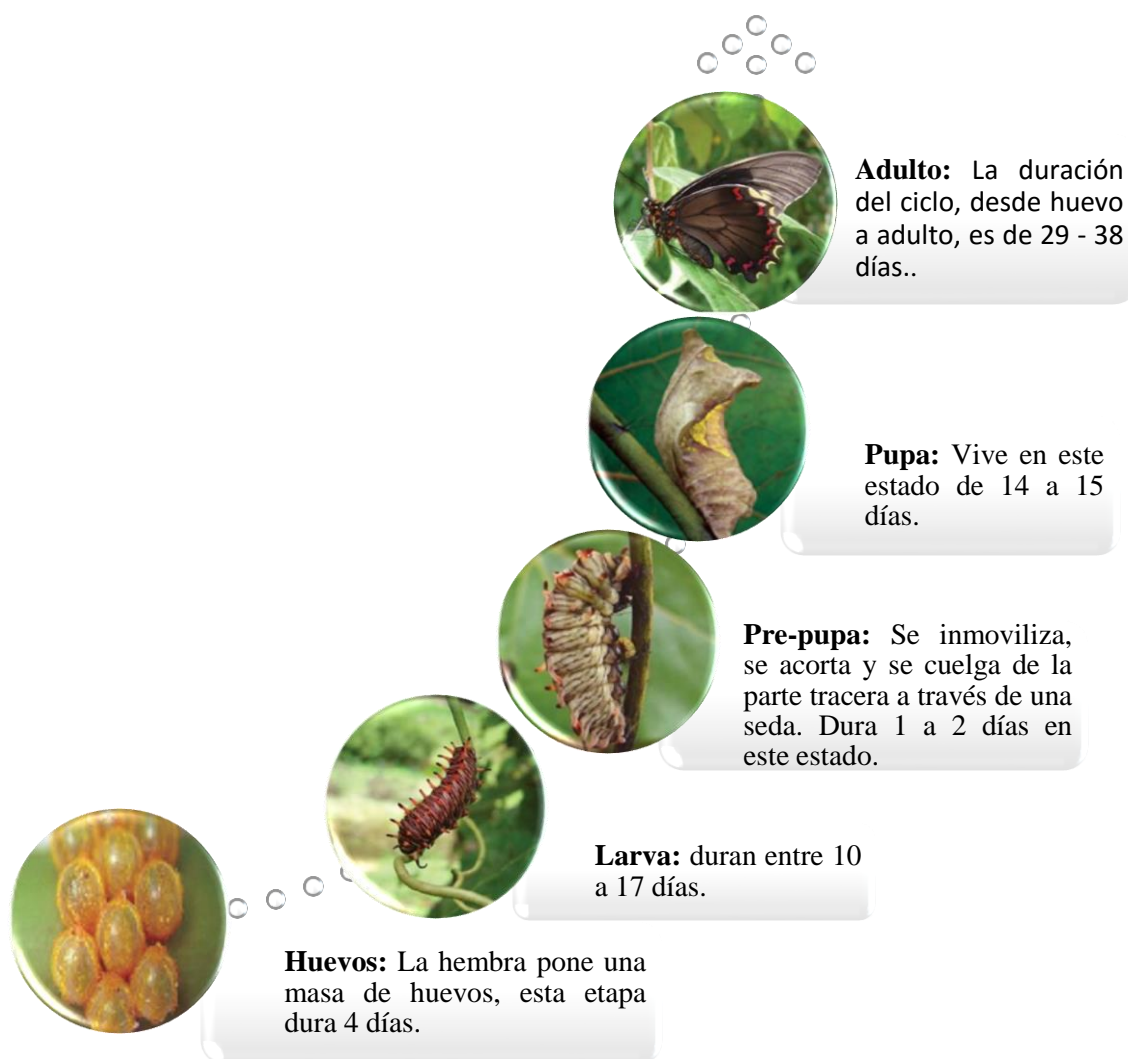 Adulto: La duración
del ciclo, desde huevo
a adulto, es de 29 - 38
días..
Pupa: Vive en este
estado de 14 a 15
días.
Pre-pupa: Se inmoviliza,
se acorta y se cuelga de la
parte tracera a través de una
seda. Dura 1 a 2 días en
este estado.
Larva: duran entre 10
a 17 días.
Huevos: La hembra pone una
masa de huevos, esta etapa
dura 4 días.